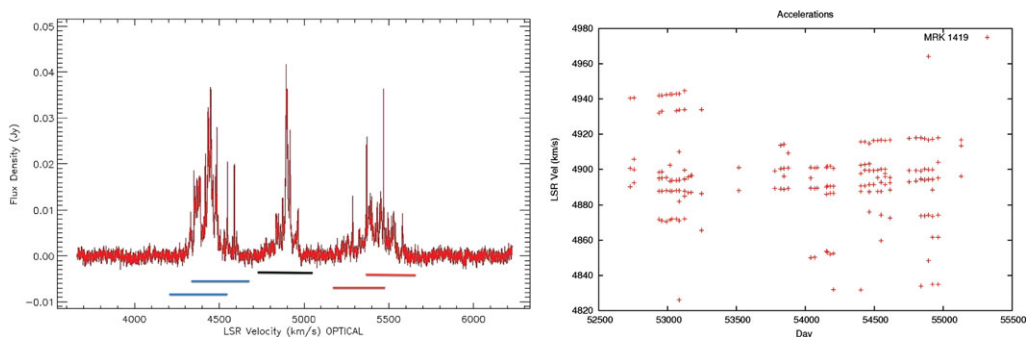 0.05
0.04
0.03
0.02
0.01
0.00
−0.01
Flux Density (Jy)
4000 4500 5000 5500 6000
LSR Velocity (km/s) OPTICAL
Accelerations
MRK 1419
4980
4960
4940
4920
4900
4880
4860
4840
4820
LSR Vel (km/s)
52500 53000 53500 54000 54500 55000 55500
Day